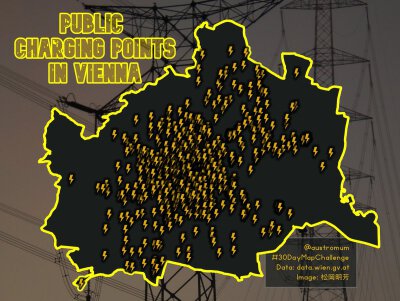 PUBLIC
CHARGING POINTS
IN VIENNA
@austromum
#30DayMapChallenge
Data: data.wien.gv.at
Image: 松岡明芳